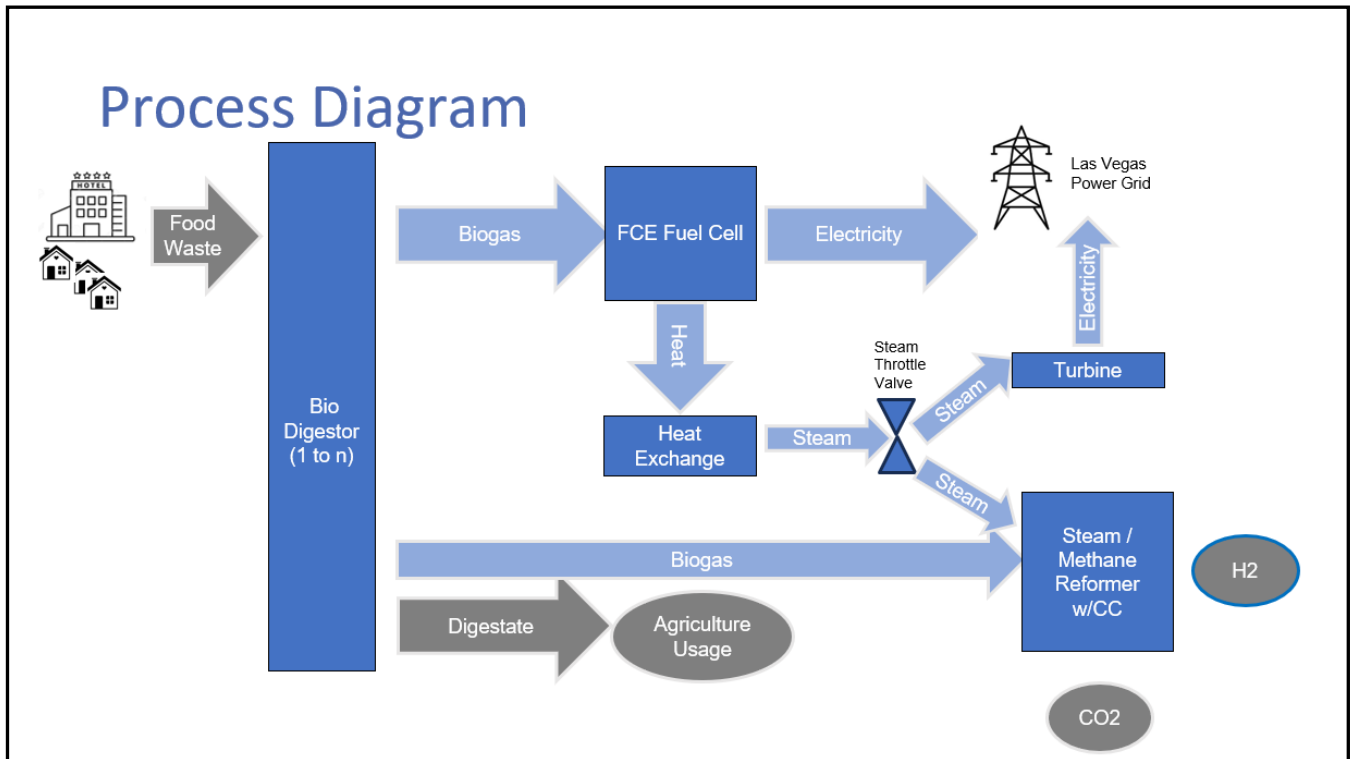 Process Diagram
HOTEL
Food
Waste
Bio
Digestor
(1 to n)
Biogas
FCE Fuel Cell
Electricity
Las Vegas
Power Grid
Electricity
Heat
Steam
Throttle
Valve
Turbine
Steam
Heat
Exchange
Steam
Steam
Biogas
Steam /
Methane
Reformer
w/CC
H2
Digestate
Agriculture
Usage
CO2